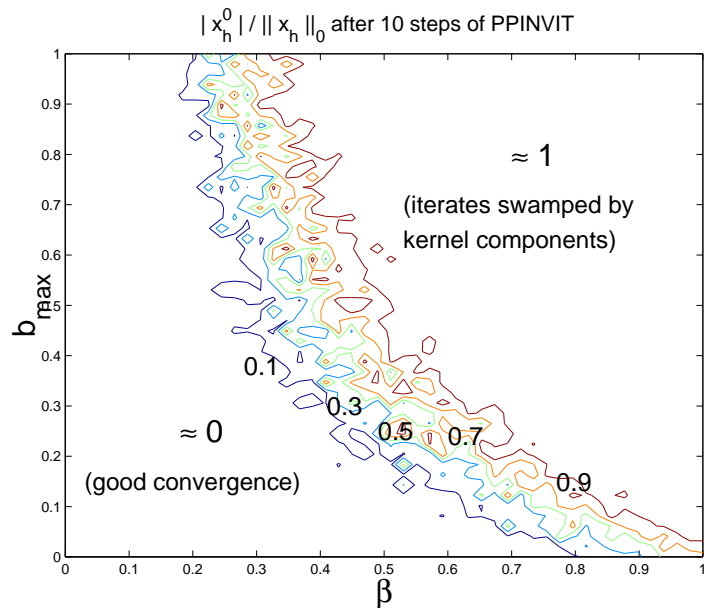 | x_h^0 | / || x_h ||_0 after 10 steps of PPINVIT
1
0.9
0.8
0.7
0.6
0.5
0.4
0.3
0.2
0.1
0
b_max
≈ 1
(iterates swamped by
kernel components)
0.1
0.3
0.5
0.7
0.9
≈ 0
(good convergence)
0 0.1 0.2 0.3 0.4 0.5 0.6 0.7 0.8 0.9 1
β